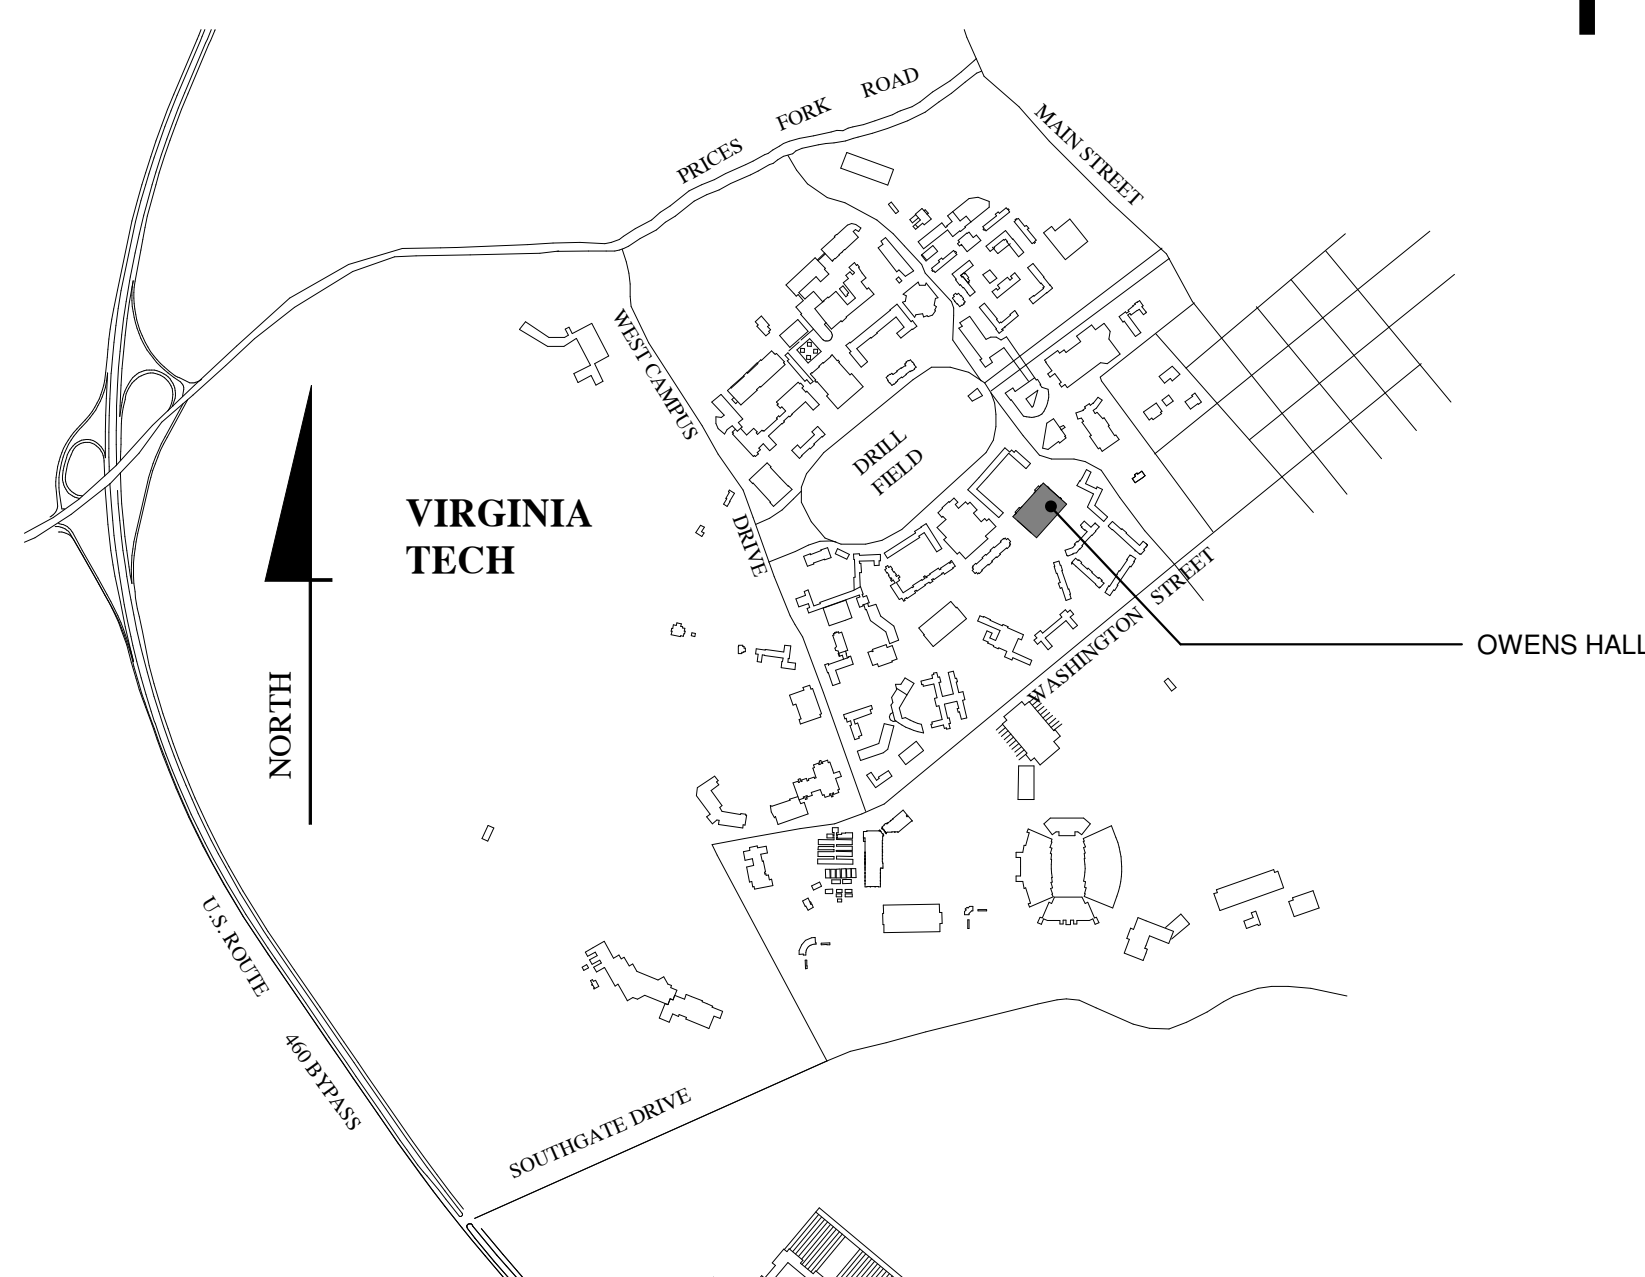 PRICES FORK ROAD
MAIN STREET
WEST CAMPUS DRIVE
DRILL
FIELD
VIRGINIA
TECH
WASHINGTON STREET
OWENS HALL
NORTH
U.S. ROUTE 460 BYPASS
SOUTHGATE DRIVE